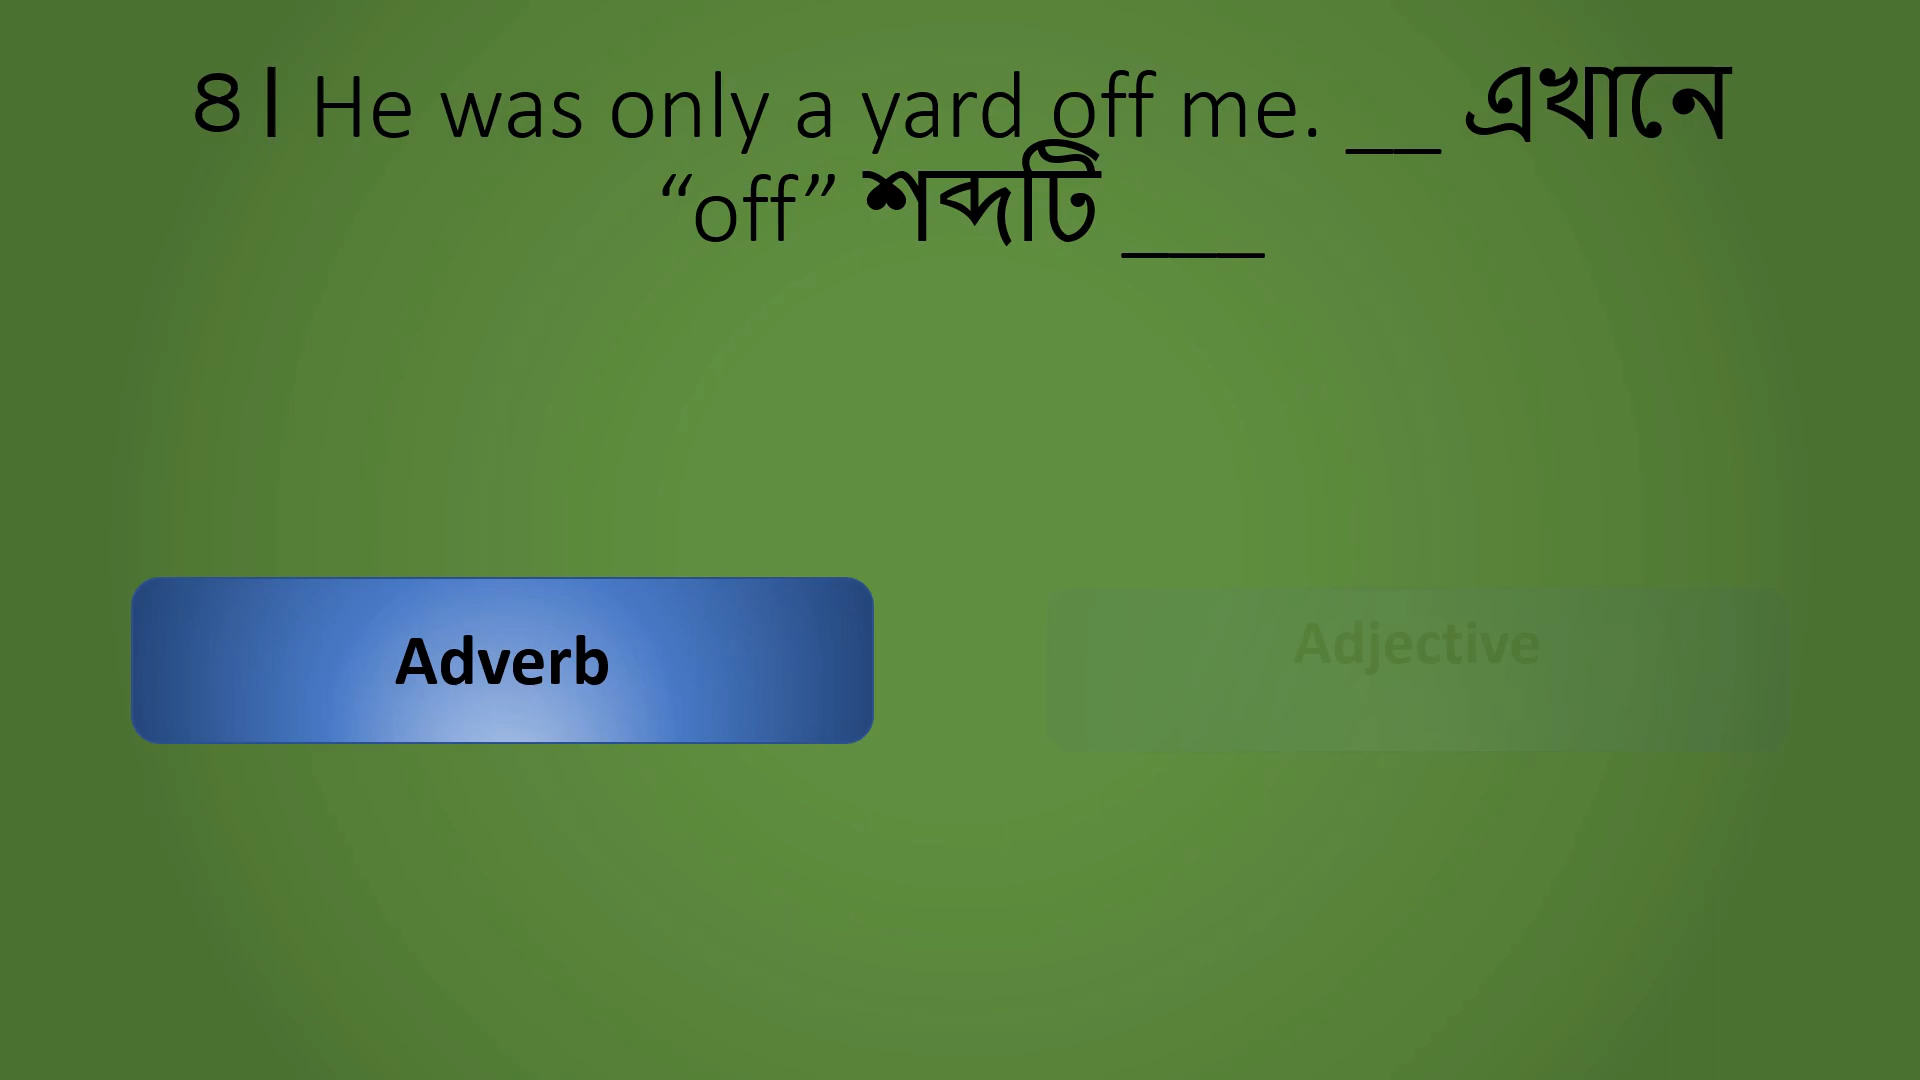 ৪। He was only a yard off me. __ এখানে
“off” শব্দটি ___
Adverb
Adjective